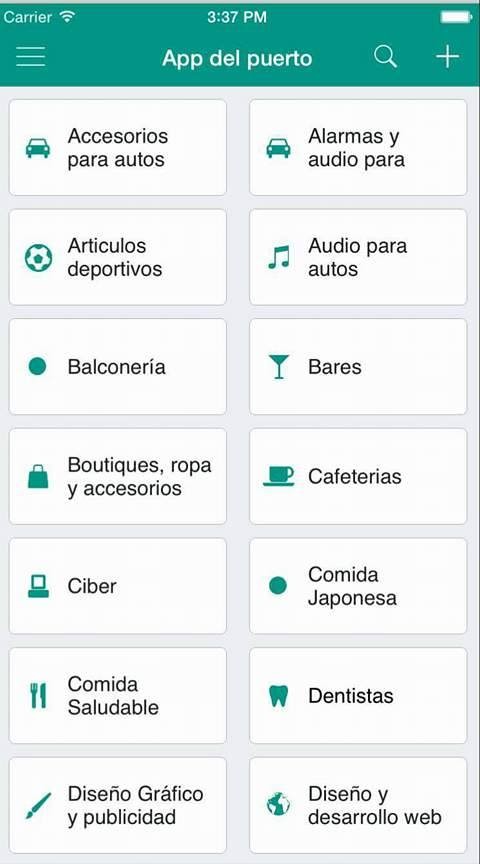 Carrier 3:37 PM
App del puerto
Accesorios
para autos
Alarmas y
audio para
Articulos
deportivos
Audio para
autos
Balconería
Bares
Boutiques, ropa
y accesorios
Cafeterias
Ciber
Comida
Japonesa
Comida
Saludable
Dentistas
Diseño Gráfico
y publicidad
Diseño y
desarrollo web